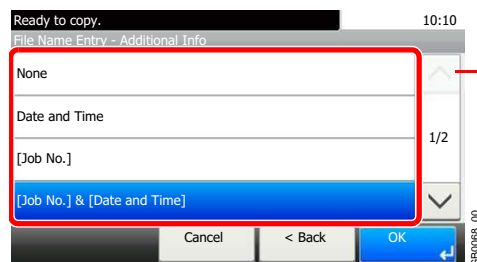 Ready to copy. 10:10
File Name Entry - Additional Info
None
Date and Time
1/2
[Job No.]
[Job No.] & [Date and Time]
Cancel < Back OK
GB0068_00